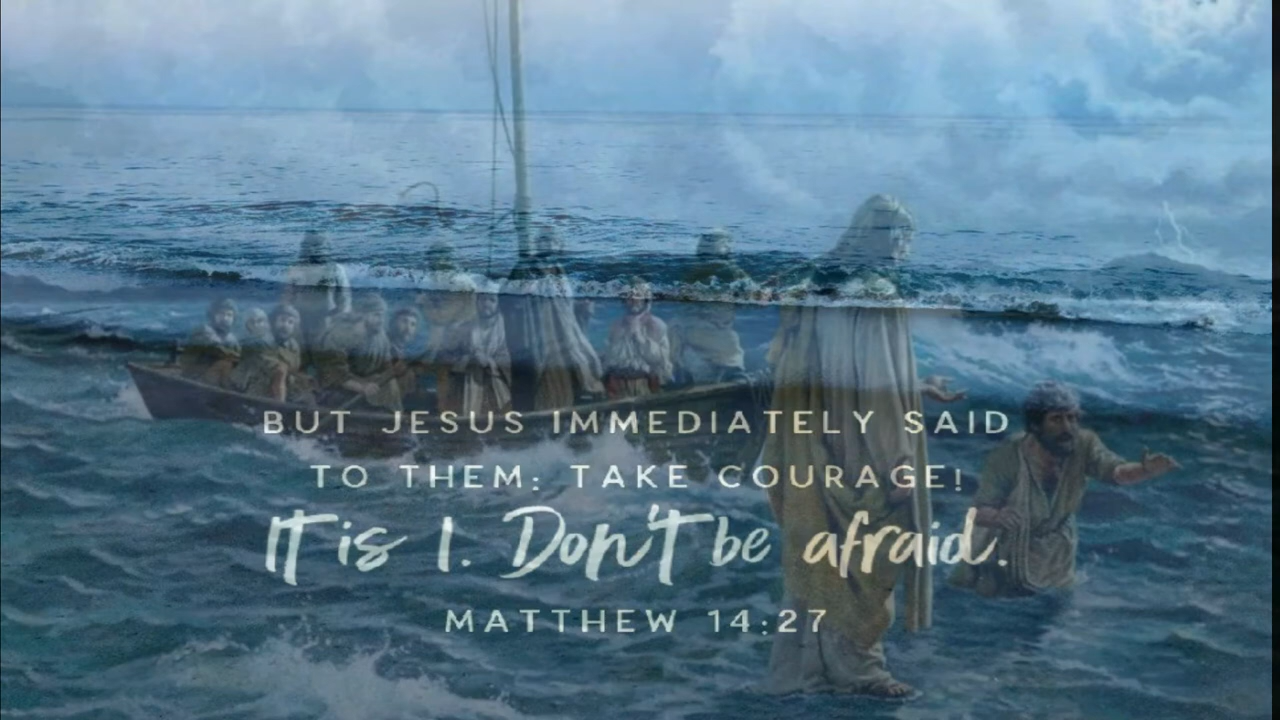 BUT JESUS IMMEDIATELY SAID
TO THEM: TAKE COURAGE!
It is I. Don't be afraid.
MATTHEW 14:27